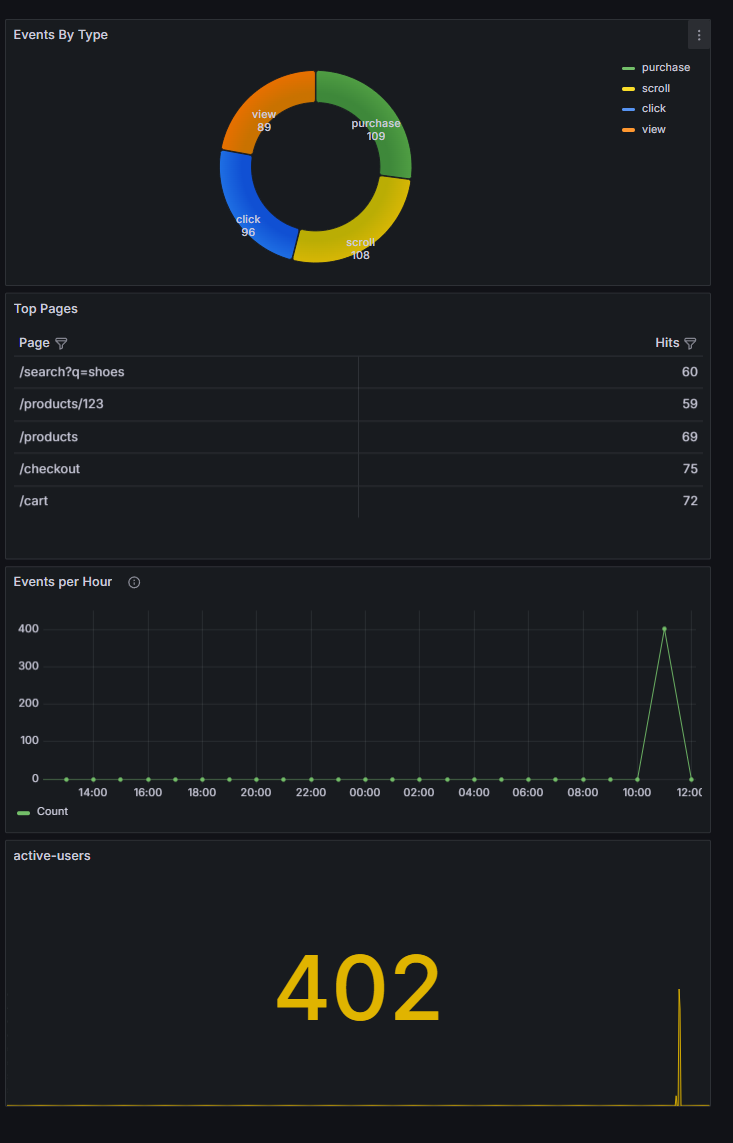 Events By Type
purchase
scroll
click
view
view
89
purchase
109
click
96
scroll
108
Top Pages
Page Hits
/search?q=shoes 60
/products/123 59
/products 69
/checkout 75
/cart 72
Events per Hour
400
300
200
100
0
14:00 16:00 18:00 20:00 22:00 00:00 02:00 04:00 06:00 08:00 10:00 12:00
Count
active-users
402